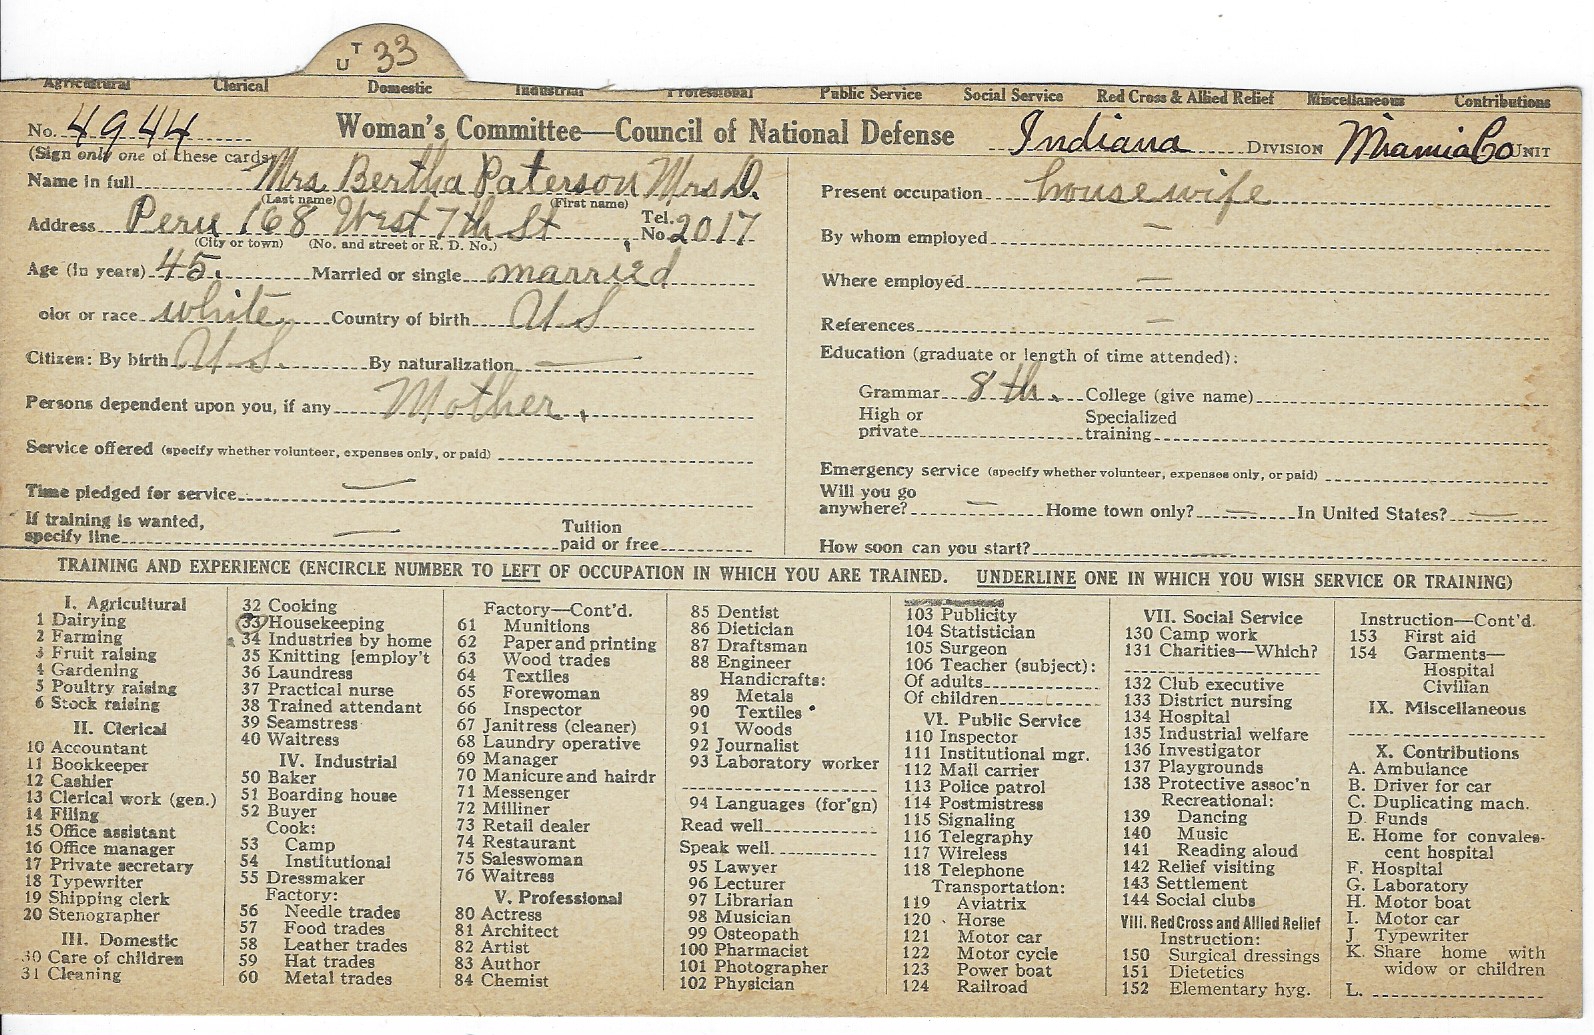 U T 33
Agricultural Clerical Domestic Industrial Professional Public Service Social Service Red Cross & Allied Relief Miscellaneous Contributions
No. 4944 Woman's Committee—Council of National Defense Indiana DIVISION Miamia Co UNIT
(Sign only one of these cards)
Name in full Mrs. Bertha Paterson Mrs D.
(Last name) (First name)
Address Peru 168 West 7th St Tel. No. 2017
(City or town) (No. and street or R. D. No.)
Age (in years) 45. Married or single married
olor or race white Country of birth U S
Citizen: By birth U S. By naturalization —
Persons dependent upon you, if any Mother.
Service offered (specify whether volunteer, expenses only, or paid)
Time pledged for service —
If training is wanted,
specify line — Tuition paid or free
Present occupation housewife
By whom employed —
Where employed —
References —
Education (graduate or length of time attended):
Grammar 8th. College (give name)
High or private Specialized training
Emergency service (specify whether volunteer, expenses only, or paid)
Will you go
anywhere? — Home town only? — In United States? —
How soon can you start? —
TRAINING AND EXPERIENCE (ENCIRCLE NUMBER TO LEFT OF OCCUPATION IN WHICH YOU ARE TRAINED. UNDERLINE ONE IN WHICH YOU WISH SERVICE OR TRAINING)
I. Agricultural
1 Dairying
2 Farming
3 Fruit raising
4 Gardening
5 Poultry raising
6 Stock raising
II. Clerical
10 Accountant
11 Bookkeeper
12 Cashier
13 Clerical work (gen.)
14 Filing
15 Office assistant
16 Office manager
17 Private secretary
18 Typewriter
19 Shipping clerk
20 Stenographer
III. Domestic
30 Care of children
31 Cleaning
32 Cooking
33 Housekeeping
34 Industries by home
35 Knitting [employ't
36 Laundress
37 Practical nurse
38 Trained attendant
39 Seamstress
40 Waitress
IV. Industrial
50 Baker
51 Boarding house
52 Buyer
Cook:
53 Camp
54 Institutional
55 Dressmaker
Factory:
56 Needle trades
57 Food trades
58 Leather trades
59 Hat trades
60 Metal trades
Factory—Cont'd.
61 Munitions
62 Paper and printing
63 Wood trades
64 Textiles
65 Forewoman
66 Inspector
67 Janitress (cleaner)
68 Laundry operative
69 Manager
70 Manicure and hairdr
71 Messenger
72 Milliner
73 Retail dealer
74 Restaurant
75 Saleswoman
76 Waitress
V. Professional
80 Actress
81 Architect
82 Artist
83 Author
84 Chemist
85 Dentist
86 Dietician
87 Draftsman
88 Engineer
Handicrafts:
89 Metals
90 Textiles
91 Woods
92 Journalist
93 Laboratory worker
94 Languages (for'gn)
Read well
Speak well
95 Lawyer
96 Lecturer
97 Librarian
98 Musician
99 Osteopath
100 Pharmacist
101 Photographer
102 Physician
103 Publicity
104 Statistician
105 Surgeon
106 Teacher (subject):
Of adults
Of children
VI. Public Service
110 Inspector
111 Institutional mgr.
112 Mail carrier
113 Police patrol
114 Postmistress
115 Signaling
116 Telegraphy
117 Wireless
118 Telephone
Transportation:
119 Aviatrix
120 Horse
121 Motor car
122 Motor cycle
123 Power boat
124 Railroad
VII. Social Service
130 Camp work
131 Charities—Which?
132 Club executive
133 District nursing
134 Hospital
135 Industrial welfare
136 Investigator
137 Playgrounds
138 Protective assoc'n
Recreational:
139 Dancing
140 Music
141 Reading aloud
142 Relief visiting
143 Settlement
144 Social clubs
VIII. Red Cross and Allied Relief
Instruction:
150 Surgical dressings
151 Dietetics
152 Elementary hyg.
Instruction—Cont'd.
153 First aid
154 Garments—
Hospital
Civilian
IX. Miscellaneous
X. Contributions
A. Ambulance
B. Driver for car
C. Duplicating mach.
D. Funds
E. Home for convales-
cent hospital
F. Hospital
G. Laboratory
H. Motor boat
I. Motor car
J Typewriter
K. Share home with
widow or children
L.